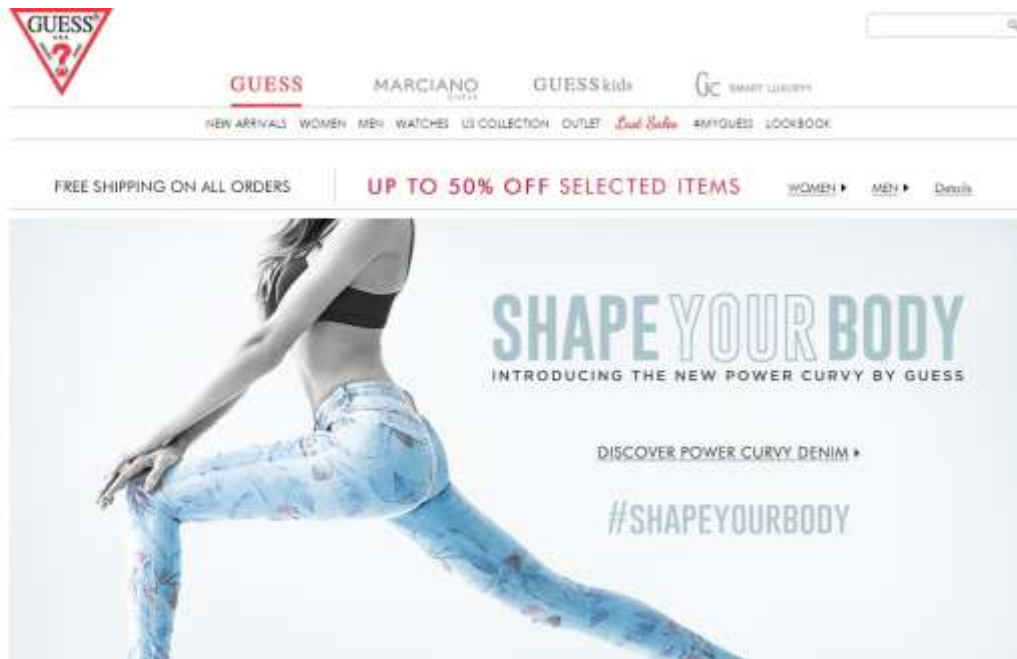 GUESS
?
GUESS
MARCIANO
GUESS kids
GC SMART LUXURY
NEW ARRIVALS WOMEN MEN WATCHES US COLLECTION OUTLET Last Sales #MYGUESS LOOKBOOK
FREE SHIPPING ON ALL ORDERS
UP TO 50% OFF SELECTED ITEMS
WOMEN MEN Details
SHAPE YOUR BODY
INTRODUCING THE NEW POWER CURVY BY GUESS
DISCOVER POWER CURVY DENIM
#SHAPEYOURBODY